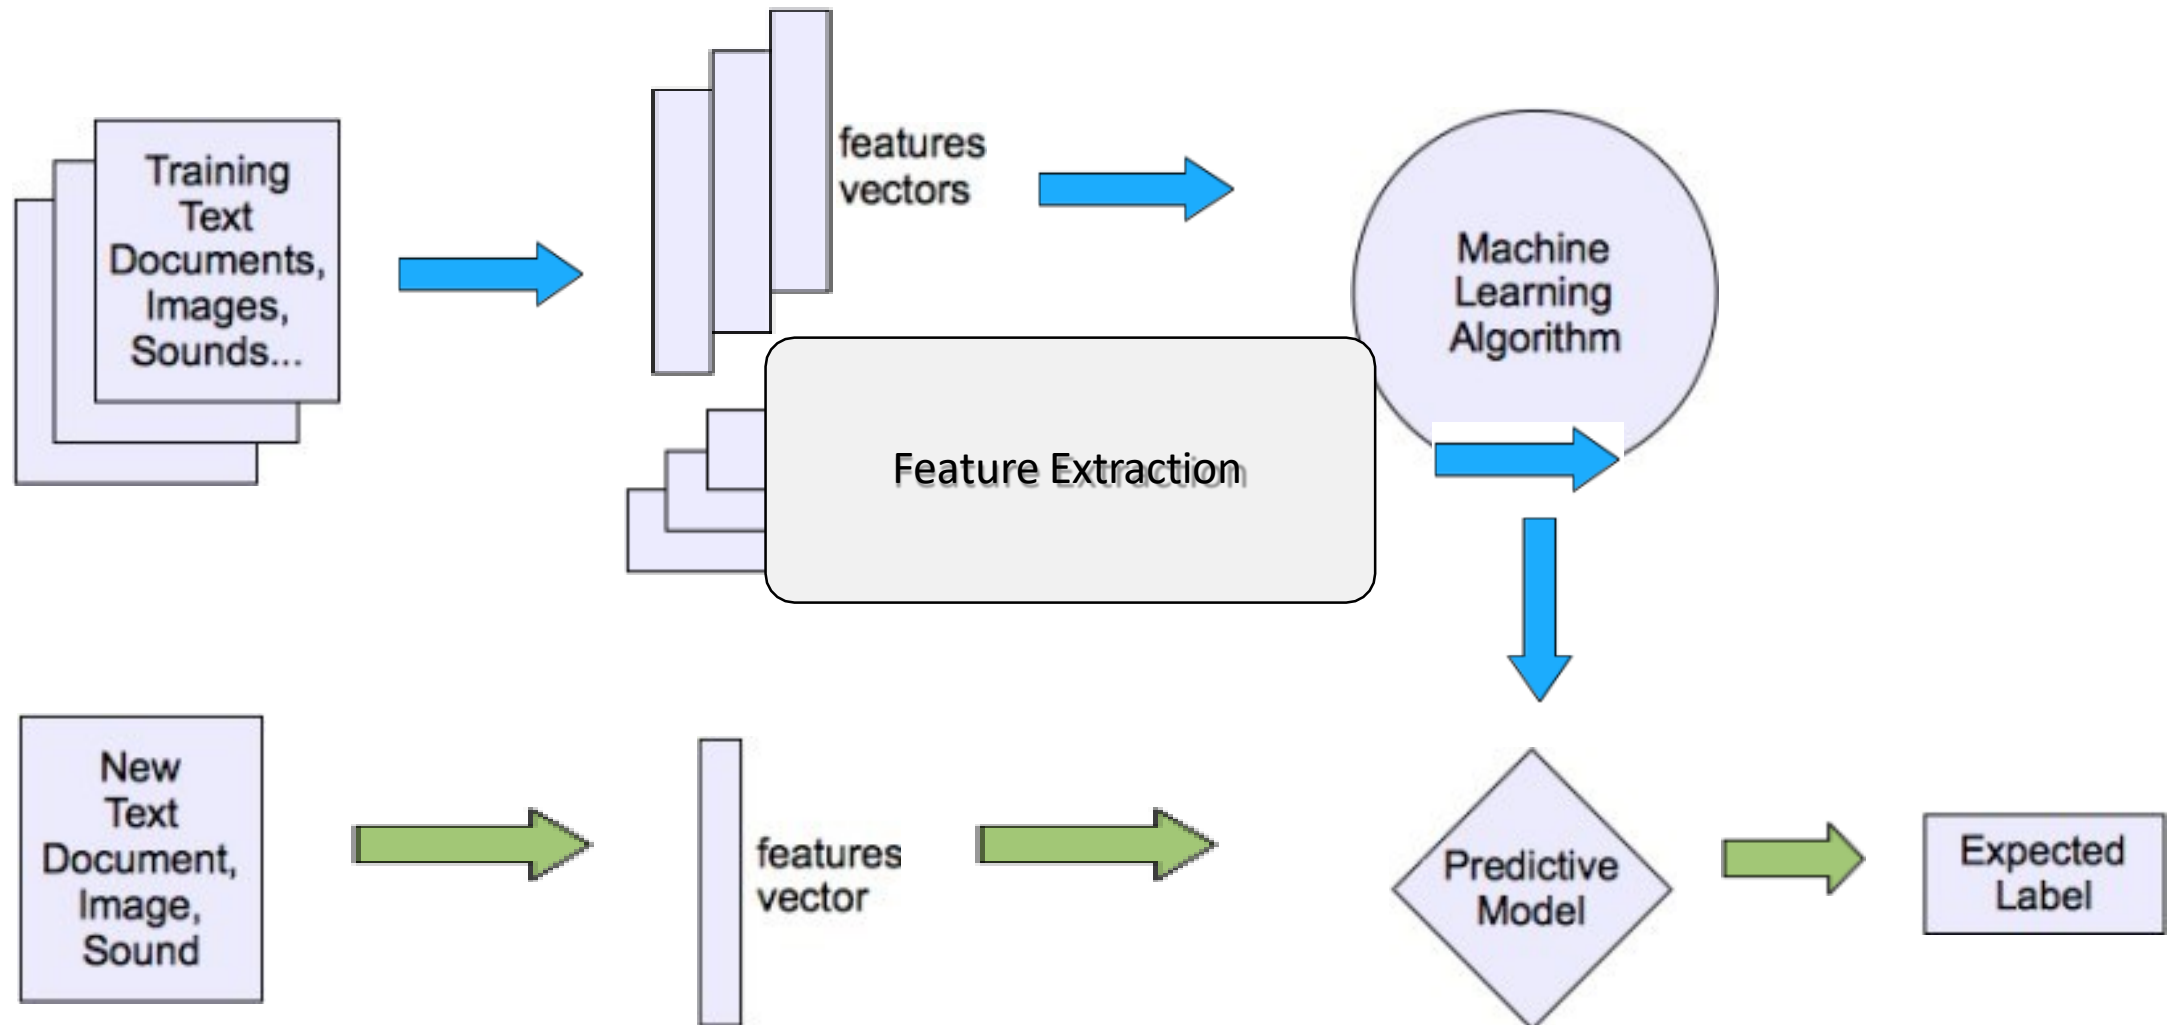 Training
Text
Documents,
Images,
Sounds...
features
vectors
Machine
Learning
Algorithm
Feature Extraction
New
Text
Document,
Image,
Sound
features
vector
Predictive
Model
Expected
Label